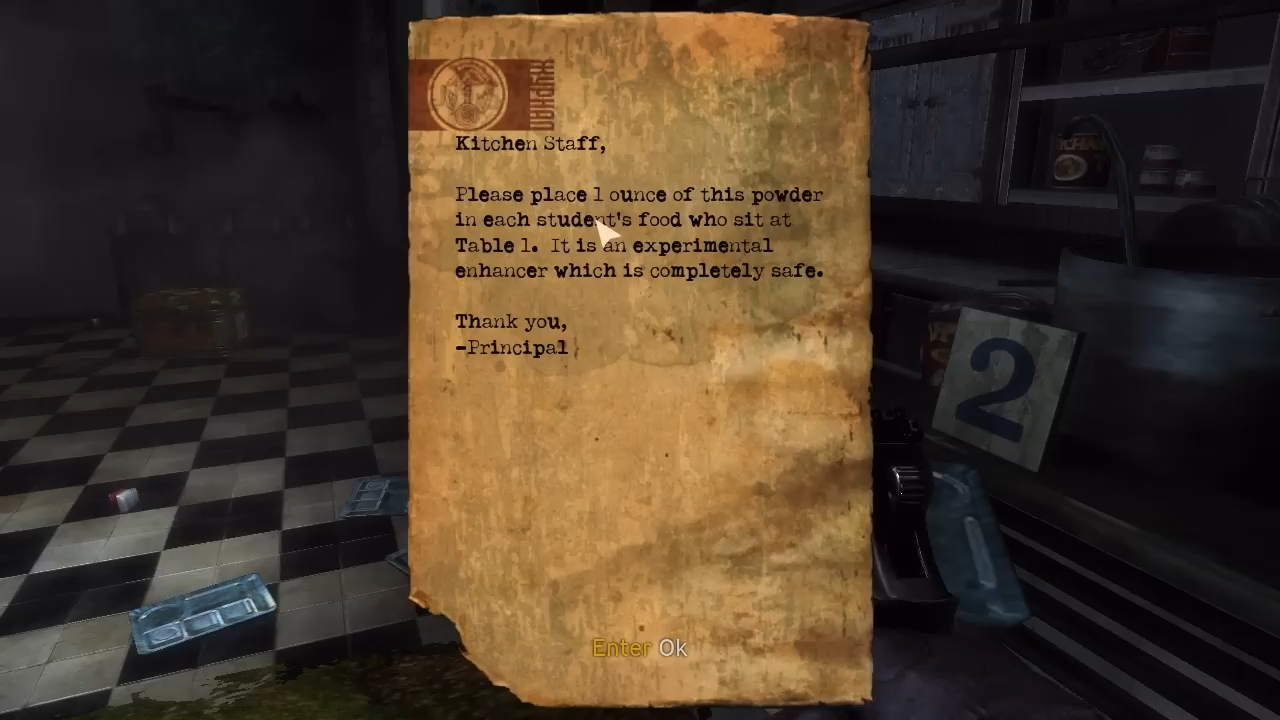 Kitchen Staff,
Please place 1 ounce of this powder
in each student's food who sit at
Table 1. It is an experimental
enhancer which is completely safe.
Thank you,
-Principal
2
Enter Ok